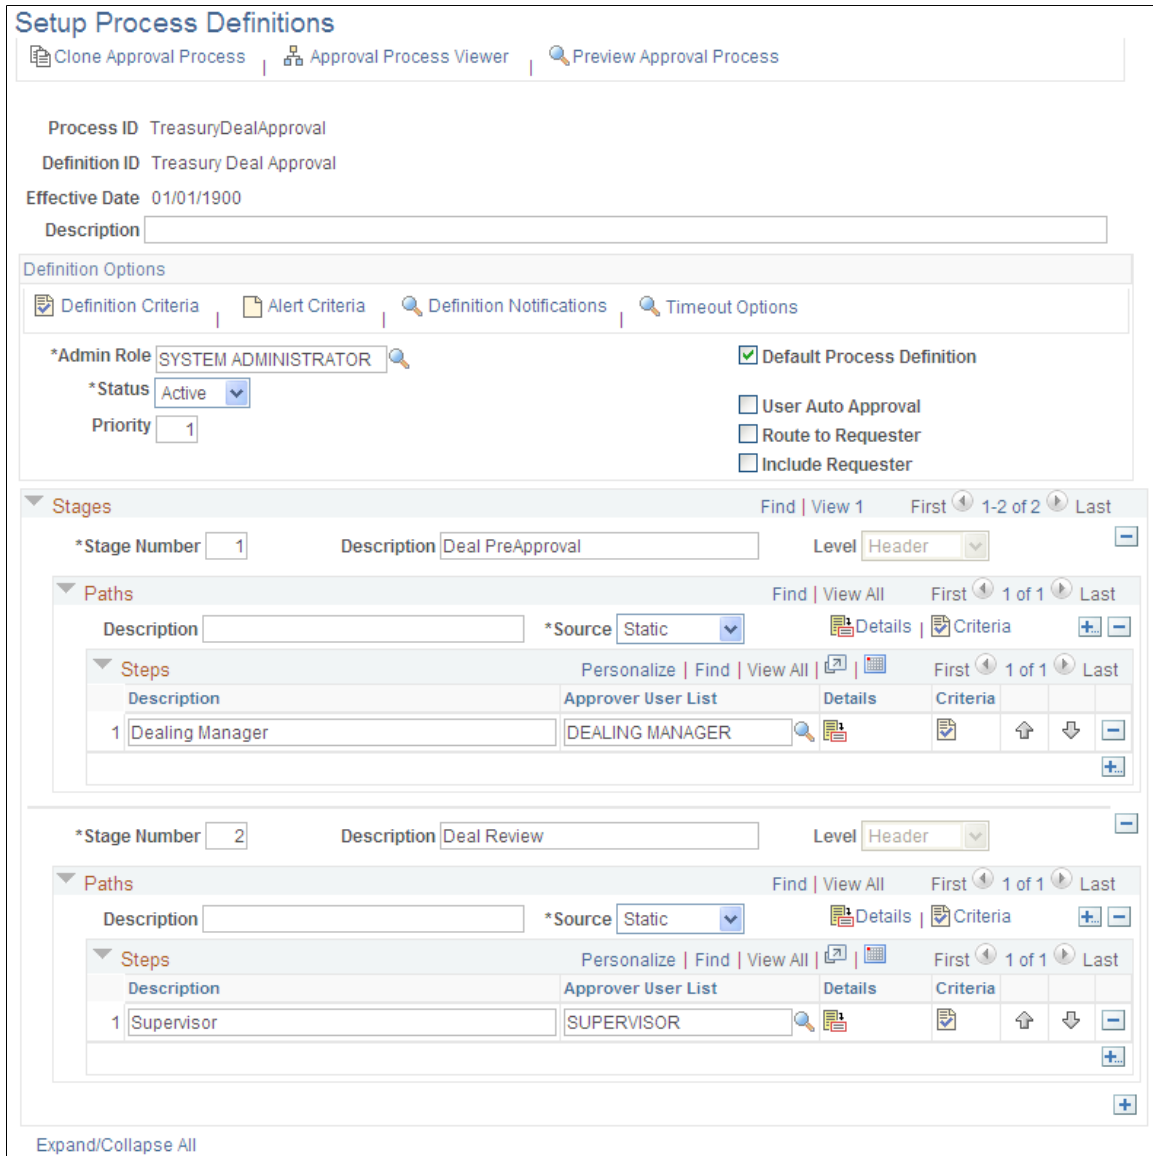 Setup Process Definitions
Clone Approval Process | Approval Process Viewer | Preview Approval Process
Process ID TreasuryDealApproval
Definition ID Treasury Deal Approval
Effective Date 01/01/1900
Description
Definition Options
Definition Criteria | Alert Criteria | Definition Notifications | Timeout Options
*Admin Role SYSTEM ADMINISTRATOR Default Process Definition
*Status Active
User Auto Approval
Priority 1
Route to Requester
Include Requester
Stages Find | View 1 First 1-2 of 2 Last
*Stage Number 1 Description Deal PreApproval Level Header
Paths Find | View All First 1 of 1 Last
Description *Source Static Details | Criteria
Steps Personalize | Find | View All | | First 1 of 1 Last
Description Approver User List Details Criteria
1 Dealing Manager DEALING MANAGER
*Stage Number 2 Description Deal Review Level Header
Paths Find | View All First 1 of 1 Last
Description *Source Static Details | Criteria
Steps Personalize | Find | View All | | First 1 of 1 Last
Description Approver User List Details Criteria
1 Supervisor SUPERVISOR
Expand/Collapse All